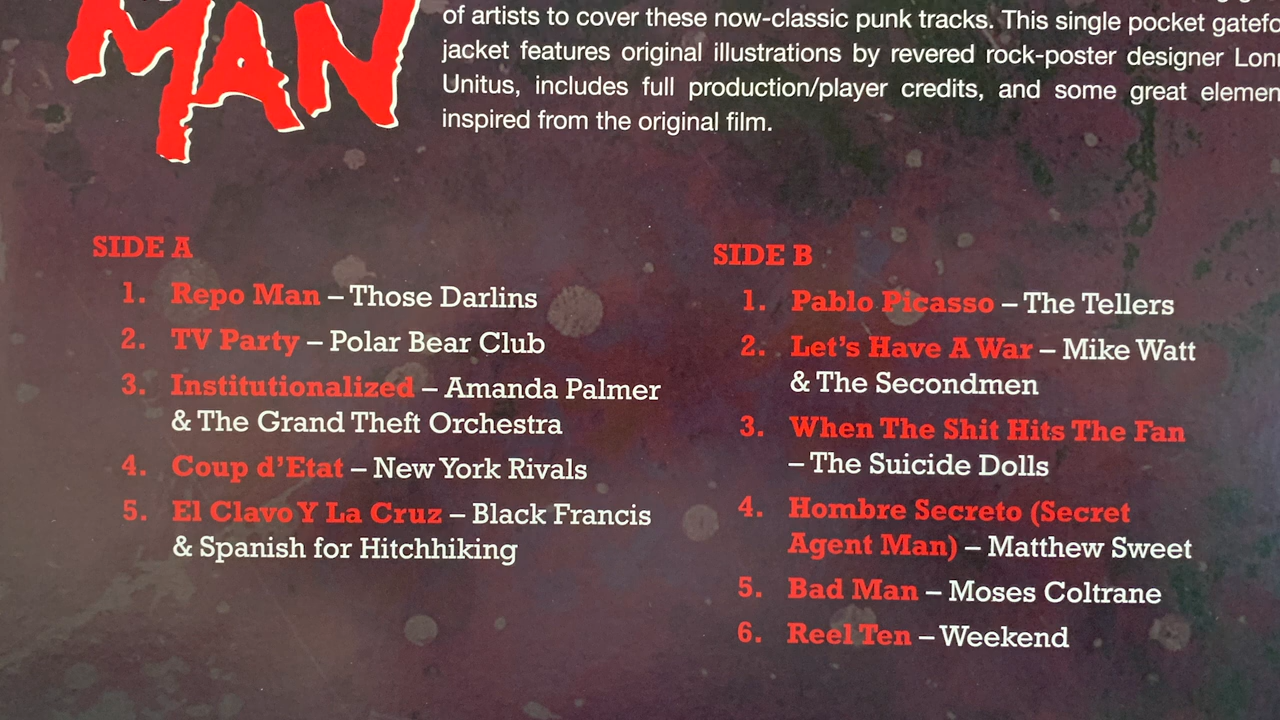 MAN
of artists to cover these now-classic punk tracks. This single pocket
jacket features original illustrations by revered rock-poster designer
Unitus, includes full production/player credits, and some great
inspired from the original film.
SIDE A
1. Repo Man – Those Darlins
2. TV Party – Polar Bear Club
3. Institutionalized – Amanda Palmer
& The Grand Theft Orchestra
4. Coup d'Etat – New York Rivals
5. El Clavo Y La Cruz – Black Francis
& Spanish for Hitchhiking
SIDE B
1. Pablo Picasso – The Tellers
2. Let's Have A War – Mike Watt
& The Secondmen
3. When The Shit Hits The Fan
– The Suicide Dolls
4. Hombre Secreto (Secret
Agent Man) – Matthew Sweet
5. Bad Man – Moses Coltrane
6. Reel Ten – Weekend